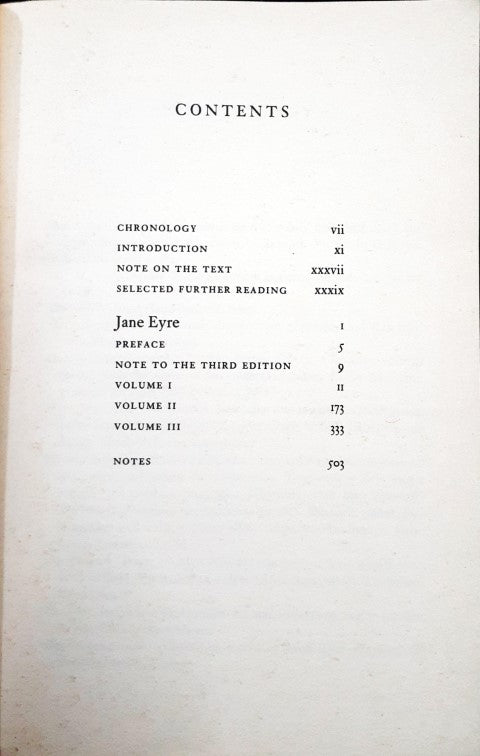 CONTENTS
CHRONOLOGY vii
INTRODUCTION xi
NOTE ON THE TEXT xxxvii
SELECTED FURTHER READING xxxix
Jane Eyre 1
PREFACE 5
NOTE TO THE THIRD EDITION 9
VOLUME I 11
VOLUME II 173
VOLUME III 333
NOTES 503